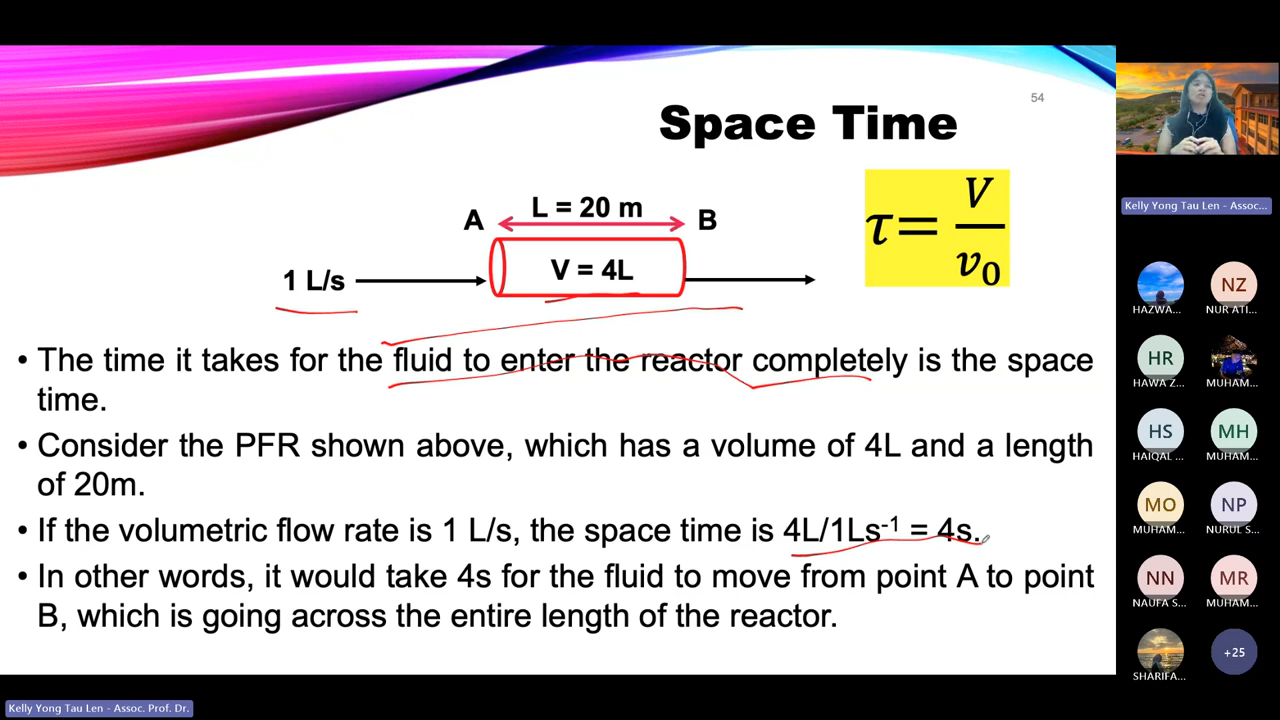 54
Space Time
L = 20 m
A
B
V = 4L
1 L/s
τ= V/v₀
• The time it takes for the fluid to enter the reactor completely is the space
time.
• Consider the PFR shown above, which has a volume of 4L and a length
of 20m.
• If the volumetric flow rate is 1 L/s, the space time is 4L/1Ls⁻¹ = 4s.
• In other words, it would take 4s for the fluid to move from point A to point
B, which is going across the entire length of the reactor.
Kelly Yong Tau Len - Assoc. Prof. Dr.
Kelly Yong Tau Len - Assoc...
HAZWA...
NZ
NUR ATI...
HR
HAWA Z...
MUHAM...
HS
HAIQAL ...
MH
MUHAM...
MO
MUHAM...
NP
NURUL S...
NN
NAUFA S...
MR
MUHAM...
SHARIFA...
+25